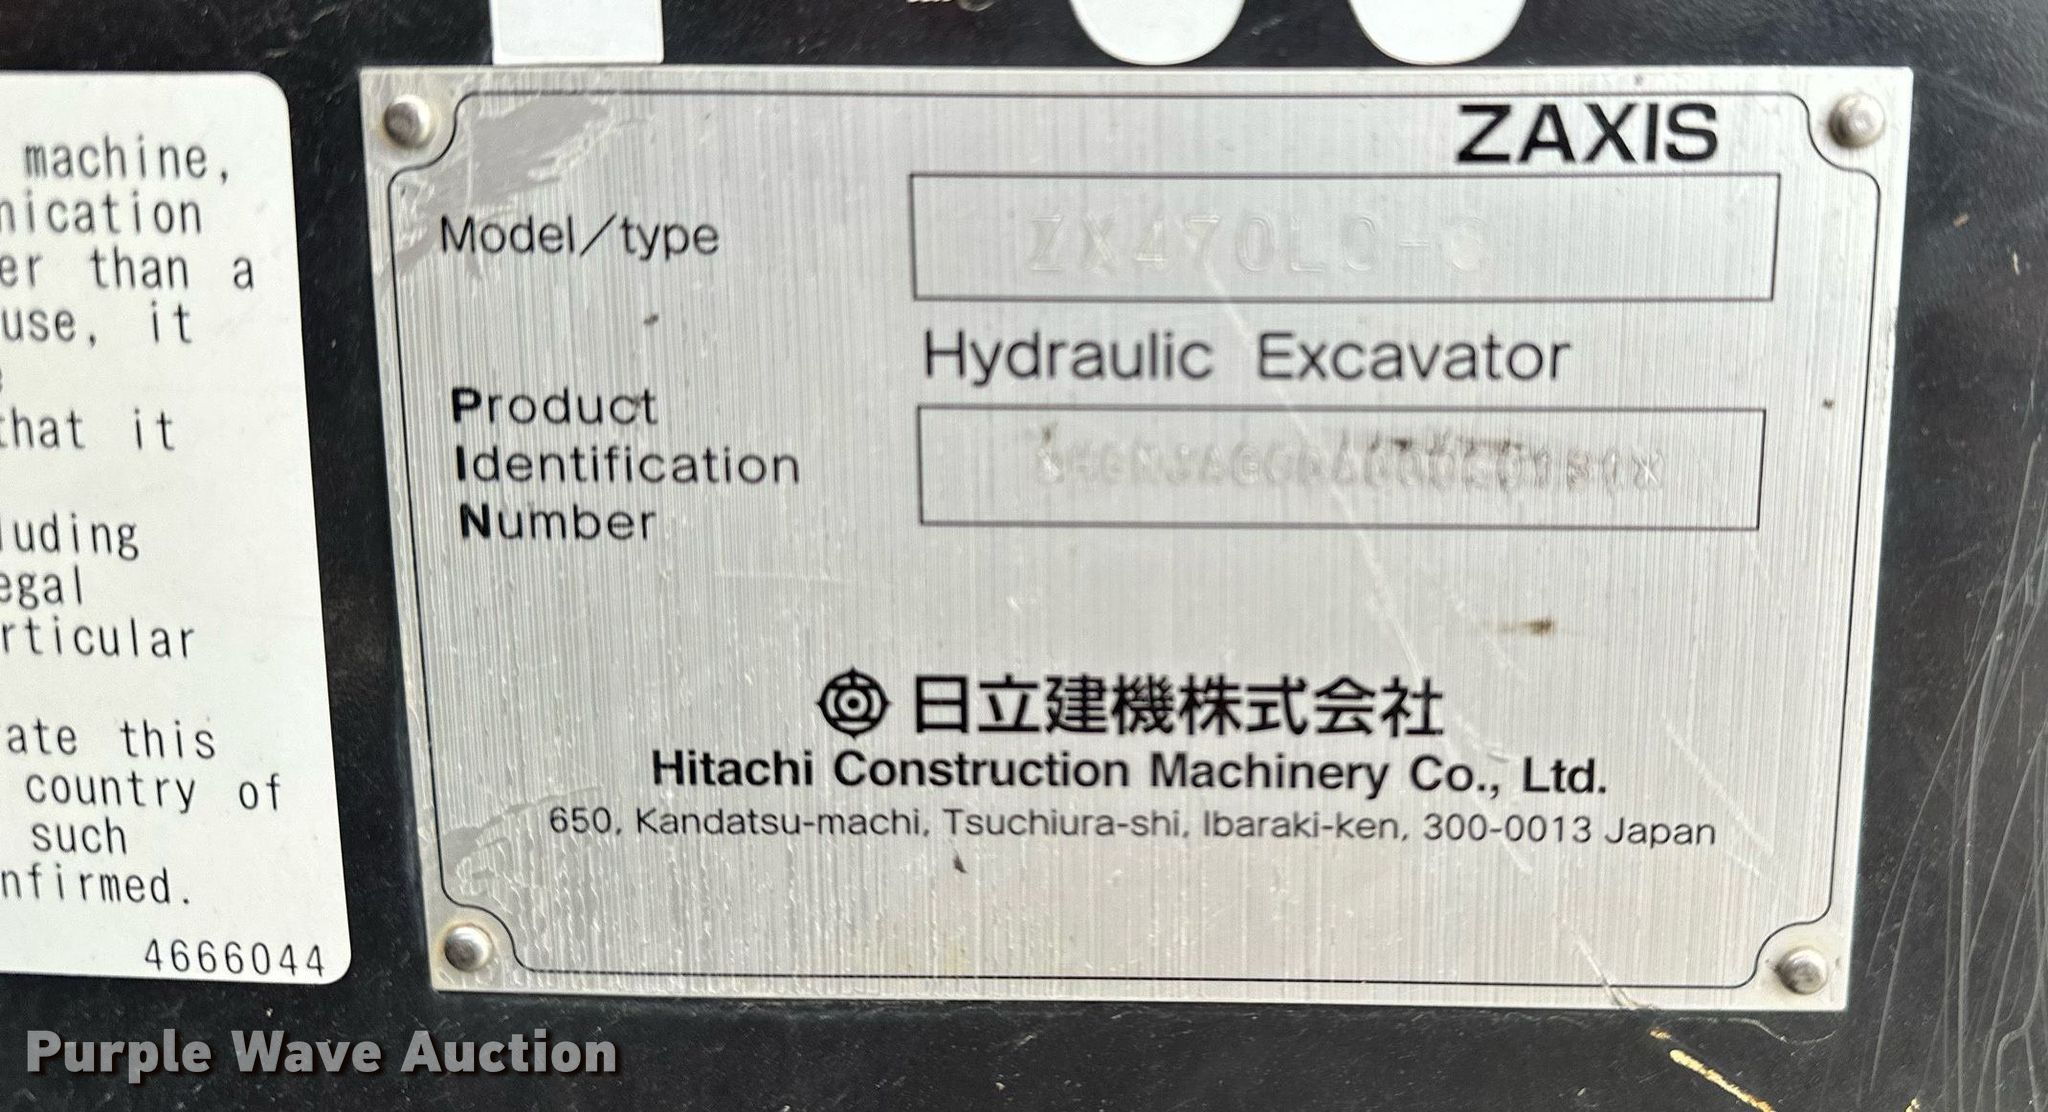 machine,
nication
er than a
use, it
that it
luding
egal
rticular
ate this
country of
such
nfirmed.
4666044
ZAXIS
Model/type
Hydraulic Excavator
Product
Identification
Number
日立建機株式会社
Hitachi Construction Machinery Co., Ltd.
650, Kandatsu-machi, Tsuchiura-shi, Ibaraki-ken, 300-0013 Japan
Purple Wave Auction